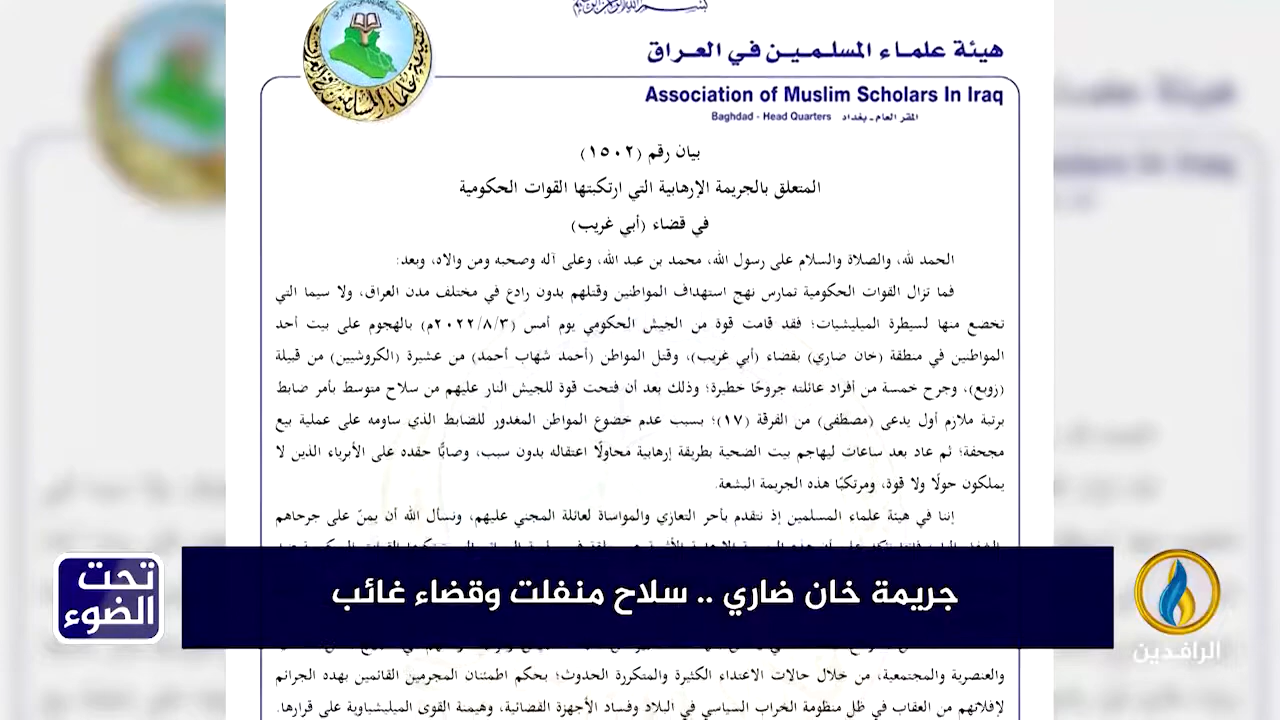 بسم الله الرحمن الرحيم
هيئة علماء المسلمين في العراق
Association of Muslim Scholars In Iraq
Baghdad - Head Quarters المقر العام - بغداد
بيان رقم (١٥٠٢)
المتعلق بالجريمة الإرهابية التي ارتكبتها القوات الحكومية
في قضاء (أبي غريب)
الحمد لله، والصلاة والسلام على رسول الله، محمد بن عبد الله، وعلى آله وصحبه ومن والاه، وبعد:
فما تزال القوات الحكومية تمارس نهج استهداف المواطنين وقتلهم بدون رادع في مختلف مدن العراق، ولا سيما التي
تخضع منها لسيطرة الميليشيات؛ فقد قامت قوة من الجيش الحكومي يوم أمس (٢٠٢٢/٨/٣م) بالهجوم على بيت أحد
المواطنين في منطقة (خان ضاري) بقضاء (أبي غريب)، وقتل المواطن (أحمد شهاب أحمد) من عشيرة (الكروشيين) من قبيلة
(زوبع)، وجرح خمسة من أفراد عائلته جروحًا خطيرة؛ وذلك بعد أن فتحت قوة للجيش النار عليهم من سلاح متوسط بأمر ضابط
برتبة ملازم أول يدعى (مصطفى) من الفرقة (١٧)؛ بسبب عدم خضوع المواطن المغدور للضابط الذي ساومه على عملية بيع
مجحفة؛ ثم عاد بعد ساعات ليهاجم بيت الضحية بطريقة إرهابية محاولًا اعتقاله بدون سبب، وصابًّا حقده على الأبرياء الذين لا
يملكون حولًا ولا قوة، ومرتكبًا هذه الجريمة البشعة.
إننا في هيئة علماء المسلمين إذ نتقدم بأحر التعازي والمواساة لعائلة المجني عليهم، ونسأل الله أن يمنّ على جرحاهم
جريمة خان ضاري .. سلاح منفلت وقضاء غائب
تحت
الضوء
الرافدين
والعنصرية والمجتمعية، من خلال حالات الاعتداء الكثيرة والمتكررة الحدوث؛ بحكم اطمئنان المجرمين القائمين بهذه الجرائم
لإفلاتهم من العقاب في ظل منظومة الخراب السياسي في البلاد وفساد الأجهزة القضائية، وهيمنة القوى الميليشياوية على قرارها.